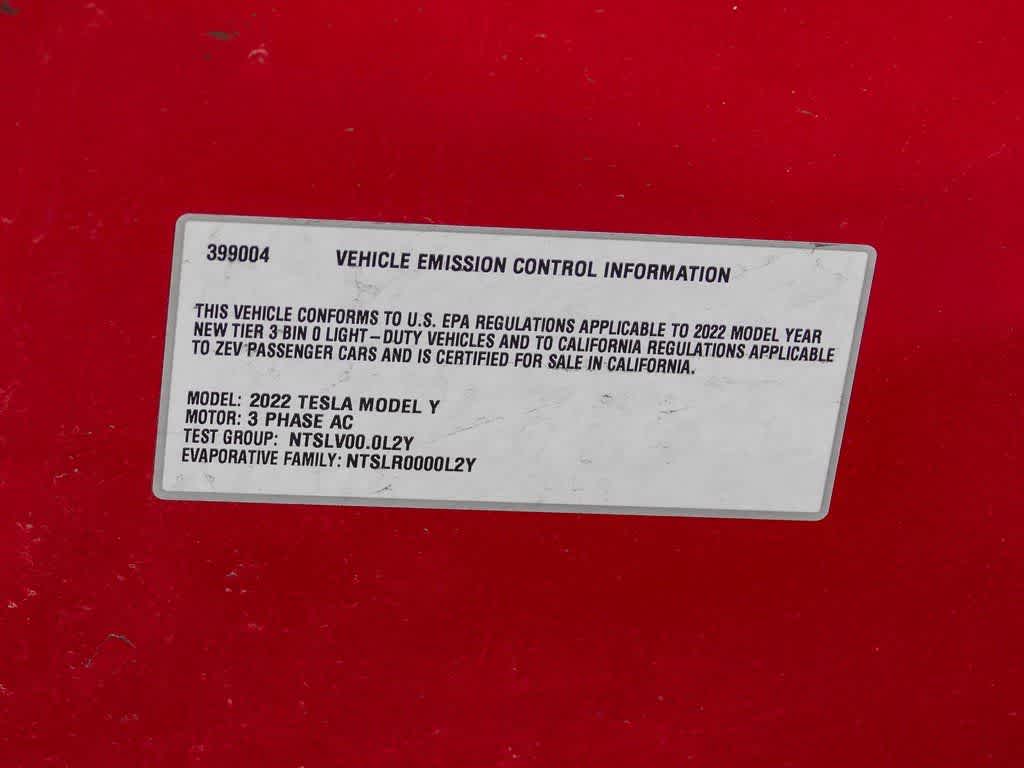 399004 VEHICLE EMISSION CONTROL INFORMATION
THIS VEHICLE CONFORMS TO U.S. EPA REGULATIONS APPLICABLE TO 2022 MODEL YEAR
NEW TIER 3 BIN 0 LIGHT-DUTY VEHICLES AND TO CALIFORNIA REGULATIONS APPLICABLE
TO ZEV PASSENGER CARS AND IS CERTIFIED FOR SALE IN CALIFORNIA.
MODEL: 2022 TESLA MODEL Y
MOTOR: 3 PHASE AC
TEST GROUP: NTSLV00.0L2Y
EVAPORATIVE FAMILY: NTSLR0000L2Y